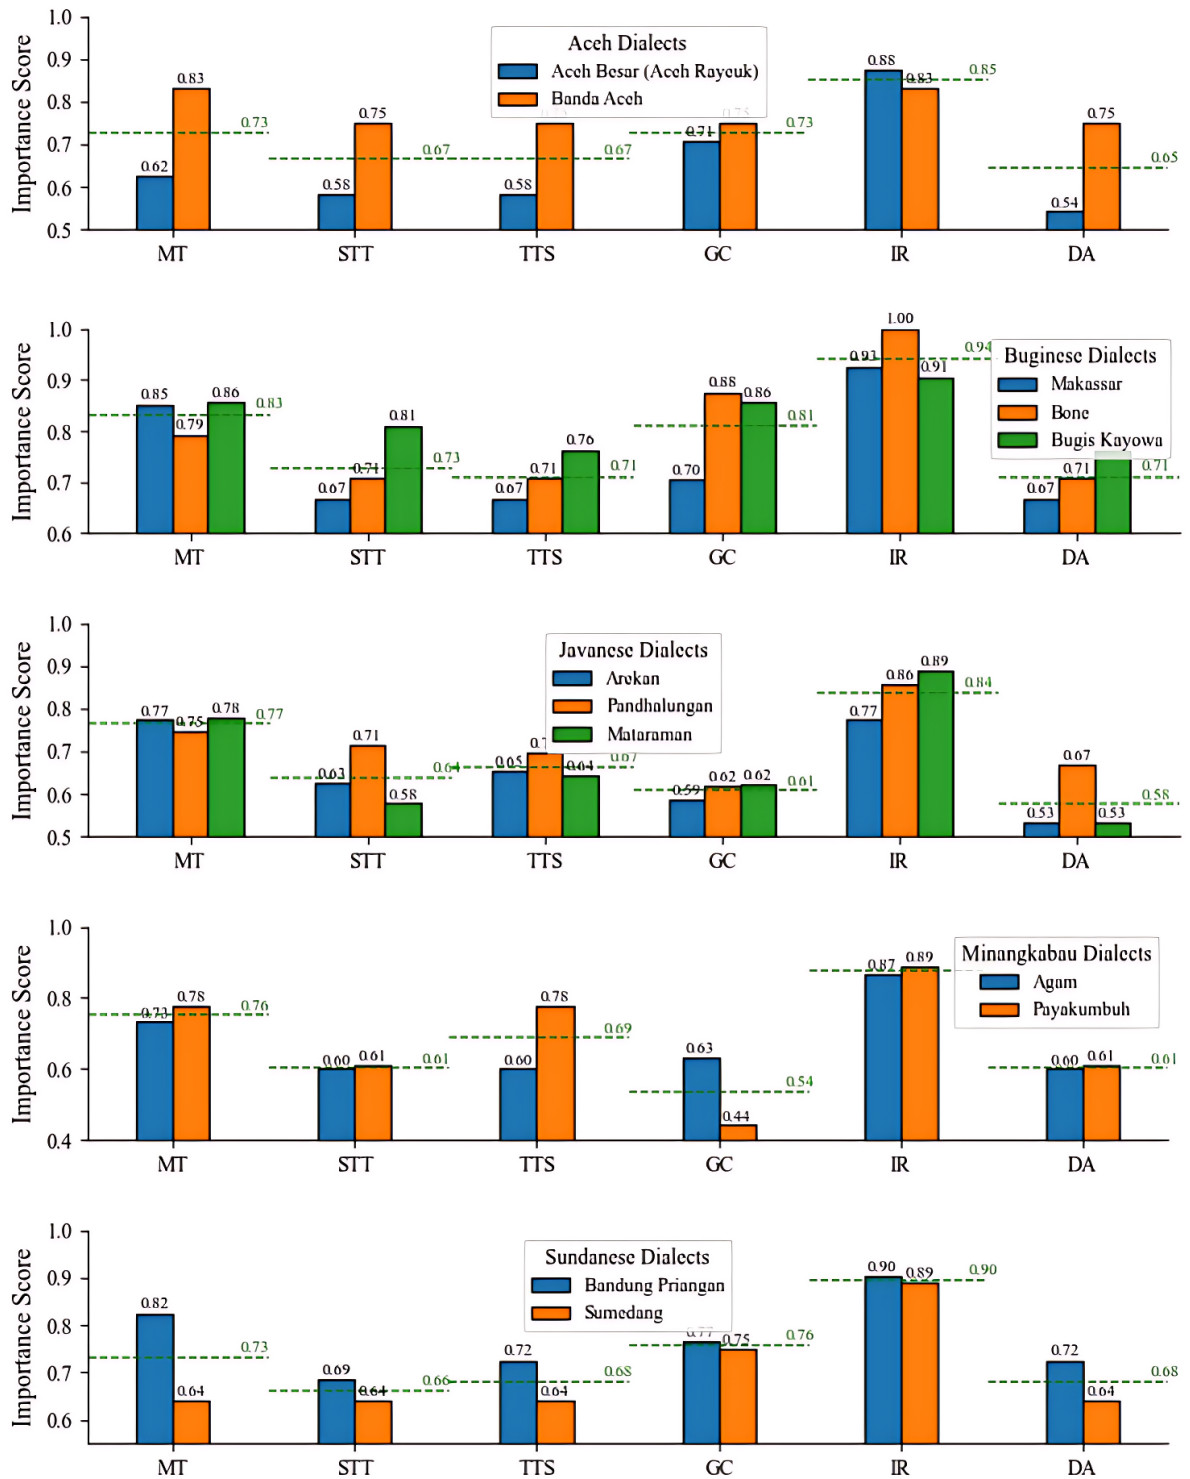 1.0
Aceh Dialects
Aceh Besar (Aceh Rayeuk)
Banda Aceh
0.9
0.8
0.7
0.6
0.5
Importance Score
0.62 0.83 0.73
0.58 0.75 0.67
0.58 0.67
0.71 0.75 0.73
0.88 0.83 0.85
0.54 0.75 0.65
MT STT TTS GC IR DA
1.0
0.9
0.8
0.7
0.6
Importance Score
Buginese Dialects
Makassar
Bone
Bugis Kayowa
0.85 0.79 0.86 0.83
0.67 0.71 0.81 0.73
0.67 0.71 0.76 0.71
0.70 0.88 0.86 0.81
0.93 1.00 0.91 0.94
0.67 0.71 0.71
MT STT TTS GC IR DA
1.0
0.9
0.8
0.7
0.6
0.5
Importance Score
Javanese Dialects
Arekan
Pandhalungan
Mataraman
0.77 0.75 0.78 0.77
0.63 0.71 0.58 0.64
0.65 0.64 0.67
0.59 0.62 0.62 0.61
0.77 0.86 0.89 0.84
0.53 0.67 0.53 0.58
MT STT TTS GC IR DA
1.0
0.8
0.6
0.4
Importance Score
Minangkabau Dialects
Agam
Payakumbuh
0.73 0.78 0.76
0.60 0.61 0.61
0.60 0.78 0.69
0.63 0.44 0.54
0.87 0.89
0.60 0.61 0.61
MT STT TTS GC IR DA
1.0
0.9
0.8
0.7
0.6
Importance Score
Sundanese Dialects
Bandung Priangan
Sumedang
0.82 0.64 0.73
0.69 0.64 0.66
0.72 0.64 0.68
0.77 0.75 0.76
0.90 0.89 0.90
0.72 0.64 0.68
MT STT TTS GC IR DA